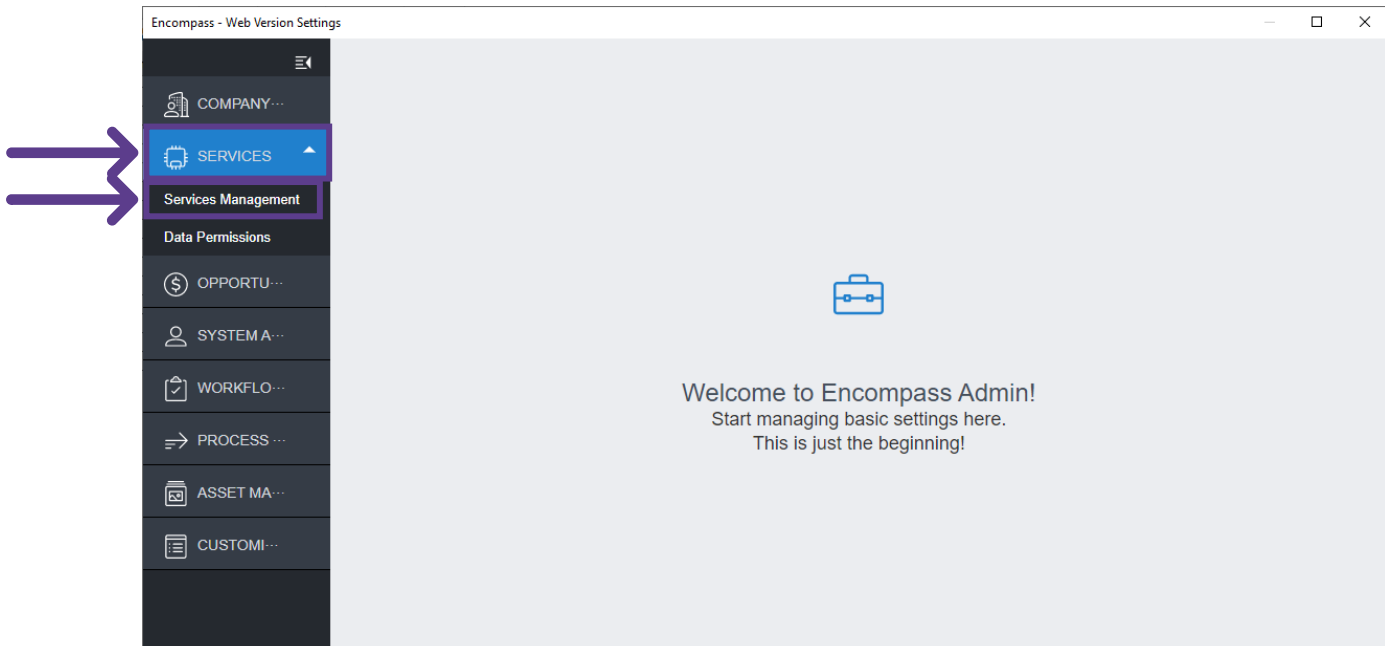 Encompass - Web Version Settings
COMPANY···
SERVICES
Services Management
Data Permissions
OPPORTU···
SYSTEM A···
WORKFLO···
PROCESS ···
ASSET MA···
CUSTOMI···
Welcome to Encompass Admin!
Start managing basic settings here.
This is just the beginning!